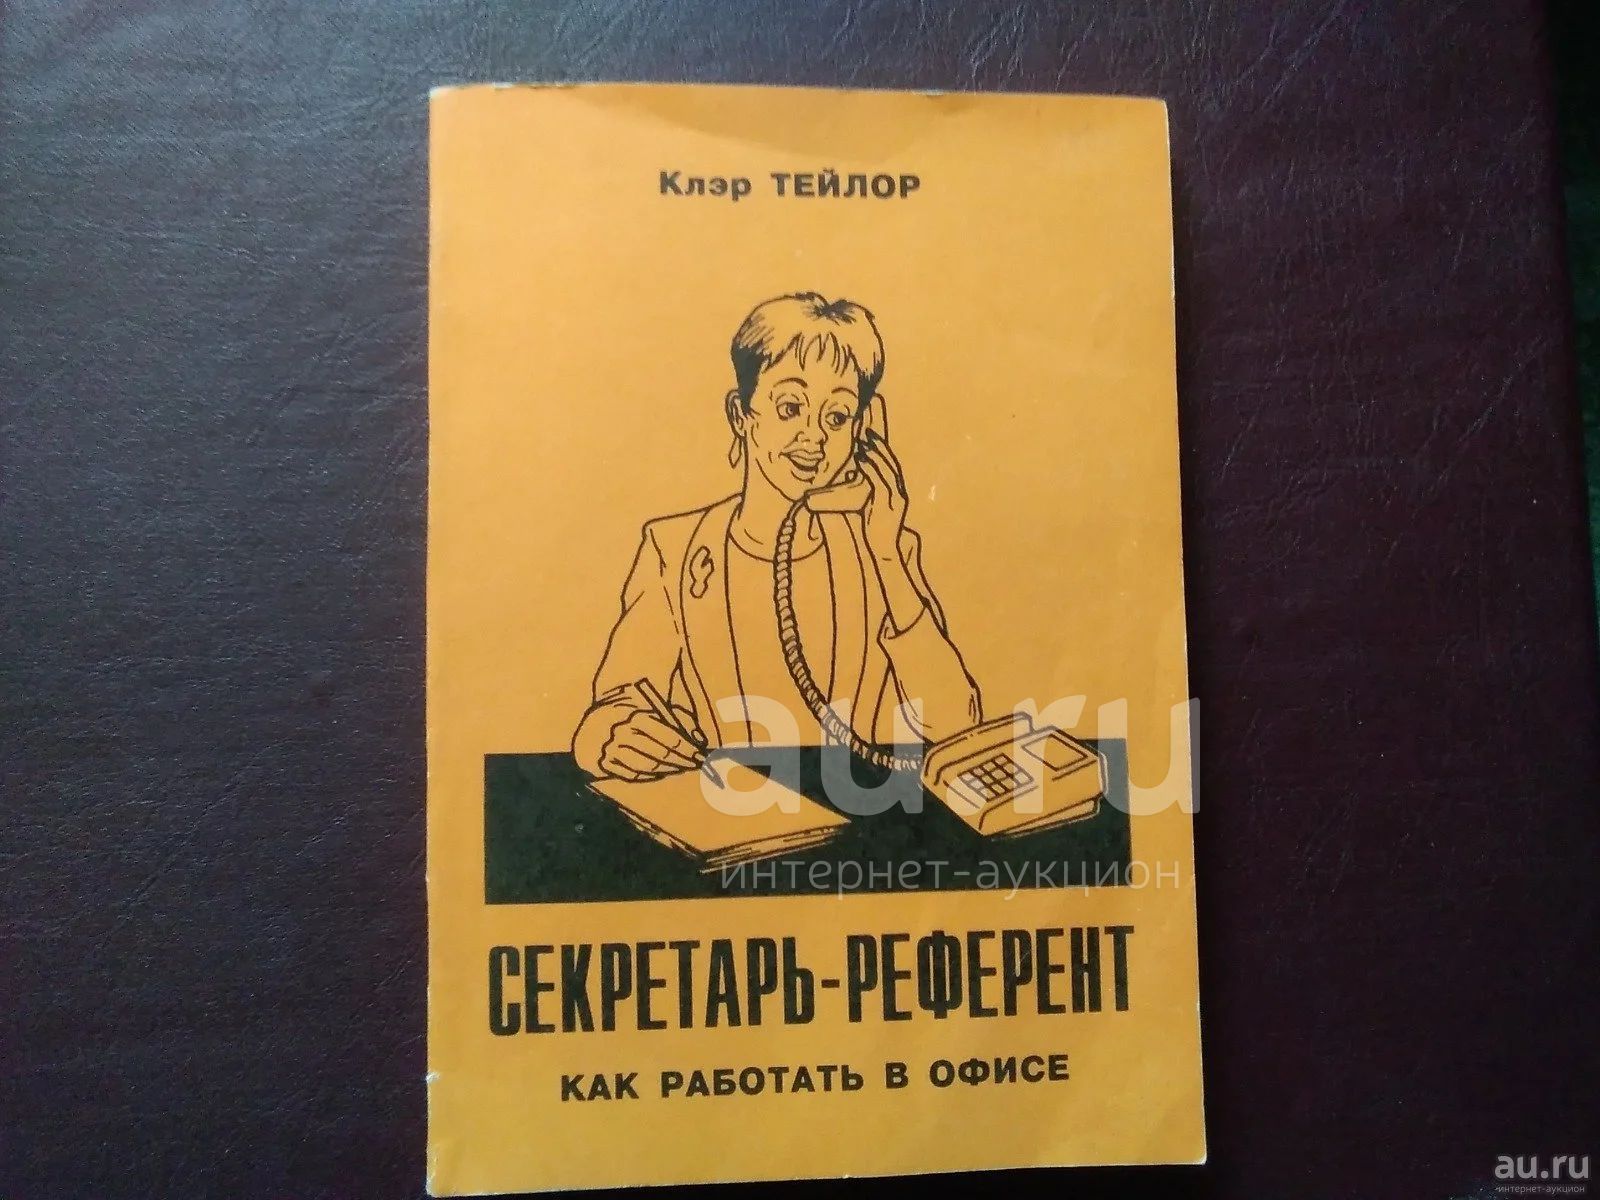 Клэр ТЕЙЛОР
au.ru
интернет-аукцион
СЕКРЕТАРЬ-РЕФЕРЕНТ
КАК РАБОТАТЬ В ОФИСЕ
au.ru
интернет-аукцион